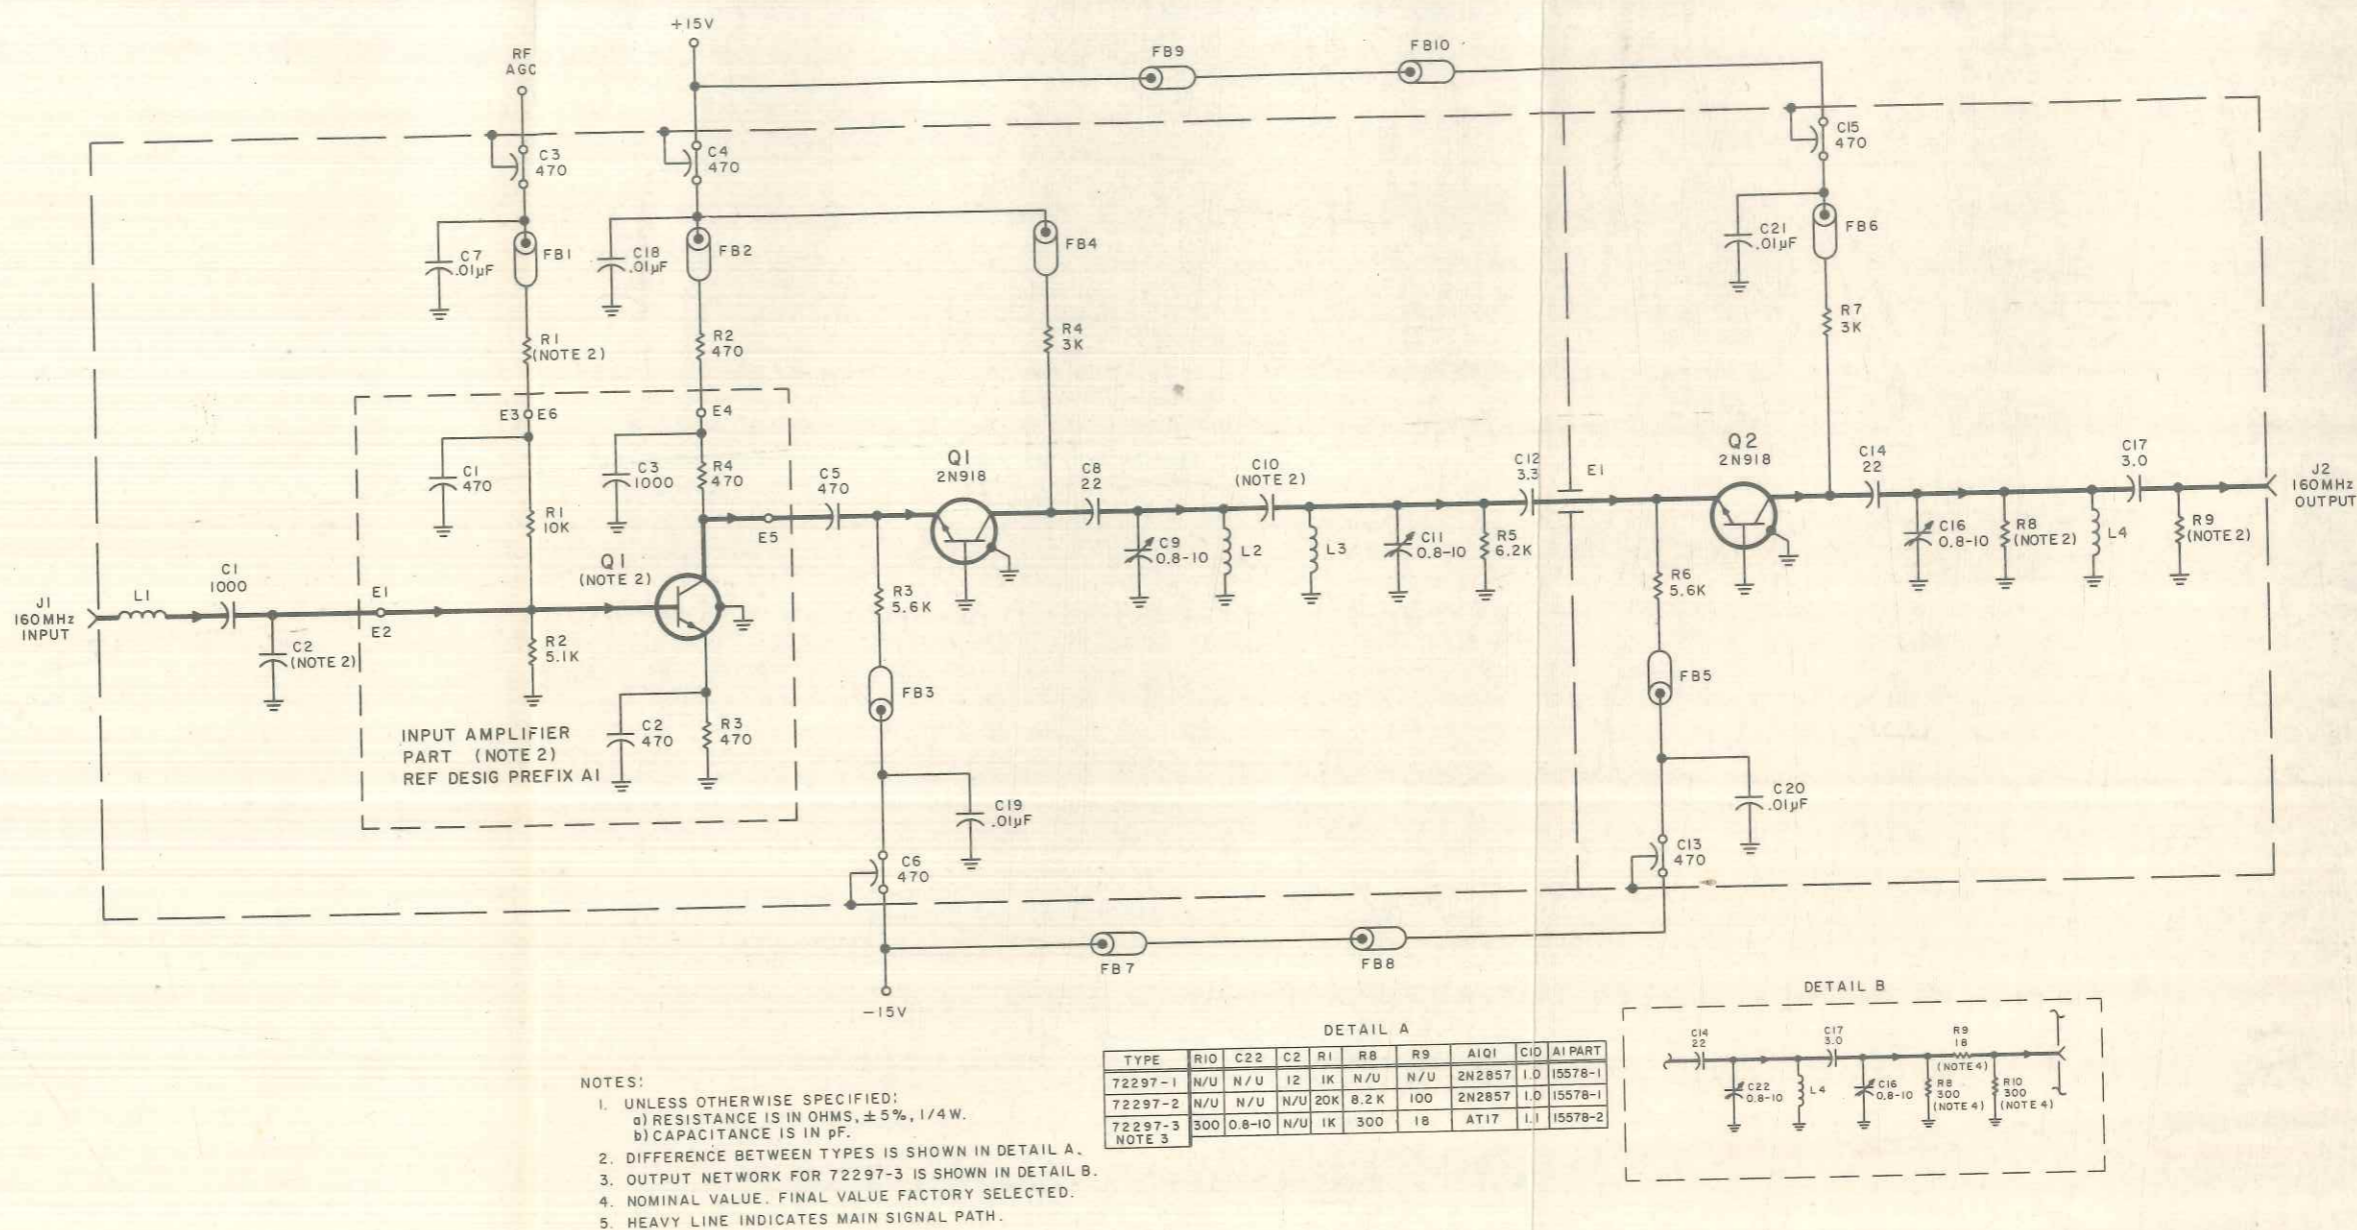 +15V
RF
AGC
FB9
FB10
C3
470
C4
470
C15
470
C7
.01µF
FB1
C18
.01µF
FB2
FB4
C21
.01µF
FB6
R1
(NOTE 2)
R2
470
R4
3K
R7
3K
E3 E6
E4
C1
470
C3
1000
R4
470
C5
470
Q1
2N918
C8
22
C10
(NOTE 2)
C12
3.3
E1
Q2
2N918
C14
22
C17
3.0
J2
160MHz
OUTPUT
R1
10K
E5
C9
0.8-10
L2
L3
C11
0.8-10
R5
6.2K
C16
0.8-10
R8
(NOTE 2)
L4
R9
(NOTE 2)
J1
160MHz
INPUT
L1
C1
1000
E1
E2
Q1
(NOTE 2)
C2
(NOTE 2)
R2
5.1K
R3
5.6K
R6
5.6K
FB3
FB5
INPUT AMPLIFIER
PART (NOTE 2)
REF DESIG PREFIX A1
C2
470
R3
470
C19
.01µF
C20
.01µF
C6
470
C13
470
FB7
FB8
-15V
NOTES:
1. UNLESS OTHERWISE SPECIFIED:
a) RESISTANCE IS IN OHMS, ±5%, 1/4W.
b) CAPACITANCE IS IN pF.
2. DIFFERENCE BETWEEN TYPES IS SHOWN IN DETAIL A.
3. OUTPUT NETWORK FOR 72297-3 IS SHOWN IN DETAIL B.
4. NOMINAL VALUE. FINAL VALUE FACTORY SELECTED.
5. HEAVY LINE INDICATES MAIN SIGNAL PATH.
DETAIL A
TYPE R10 C22 C2 R1 R8 R9 A1Q1 C10 A1 PART
72297-1 N/U N/U 12 1K N/U N/U 2N2857 1.0 15578-1
72297-2 N/U N/U N/U 20K 8.2K 100 2N2857 1.0 15578-1
72297-3 300 0.8-10 N/U 1K 300 18 AT17 1.1 15578-2
NOTE 3
DETAIL B
C14
22
C17
3.0
R9
18
(NOTE 4)
C22
0.8-10
L4
C16
0.8-10
R8
300
(NOTE 4)
R10
300
(NOTE 4)